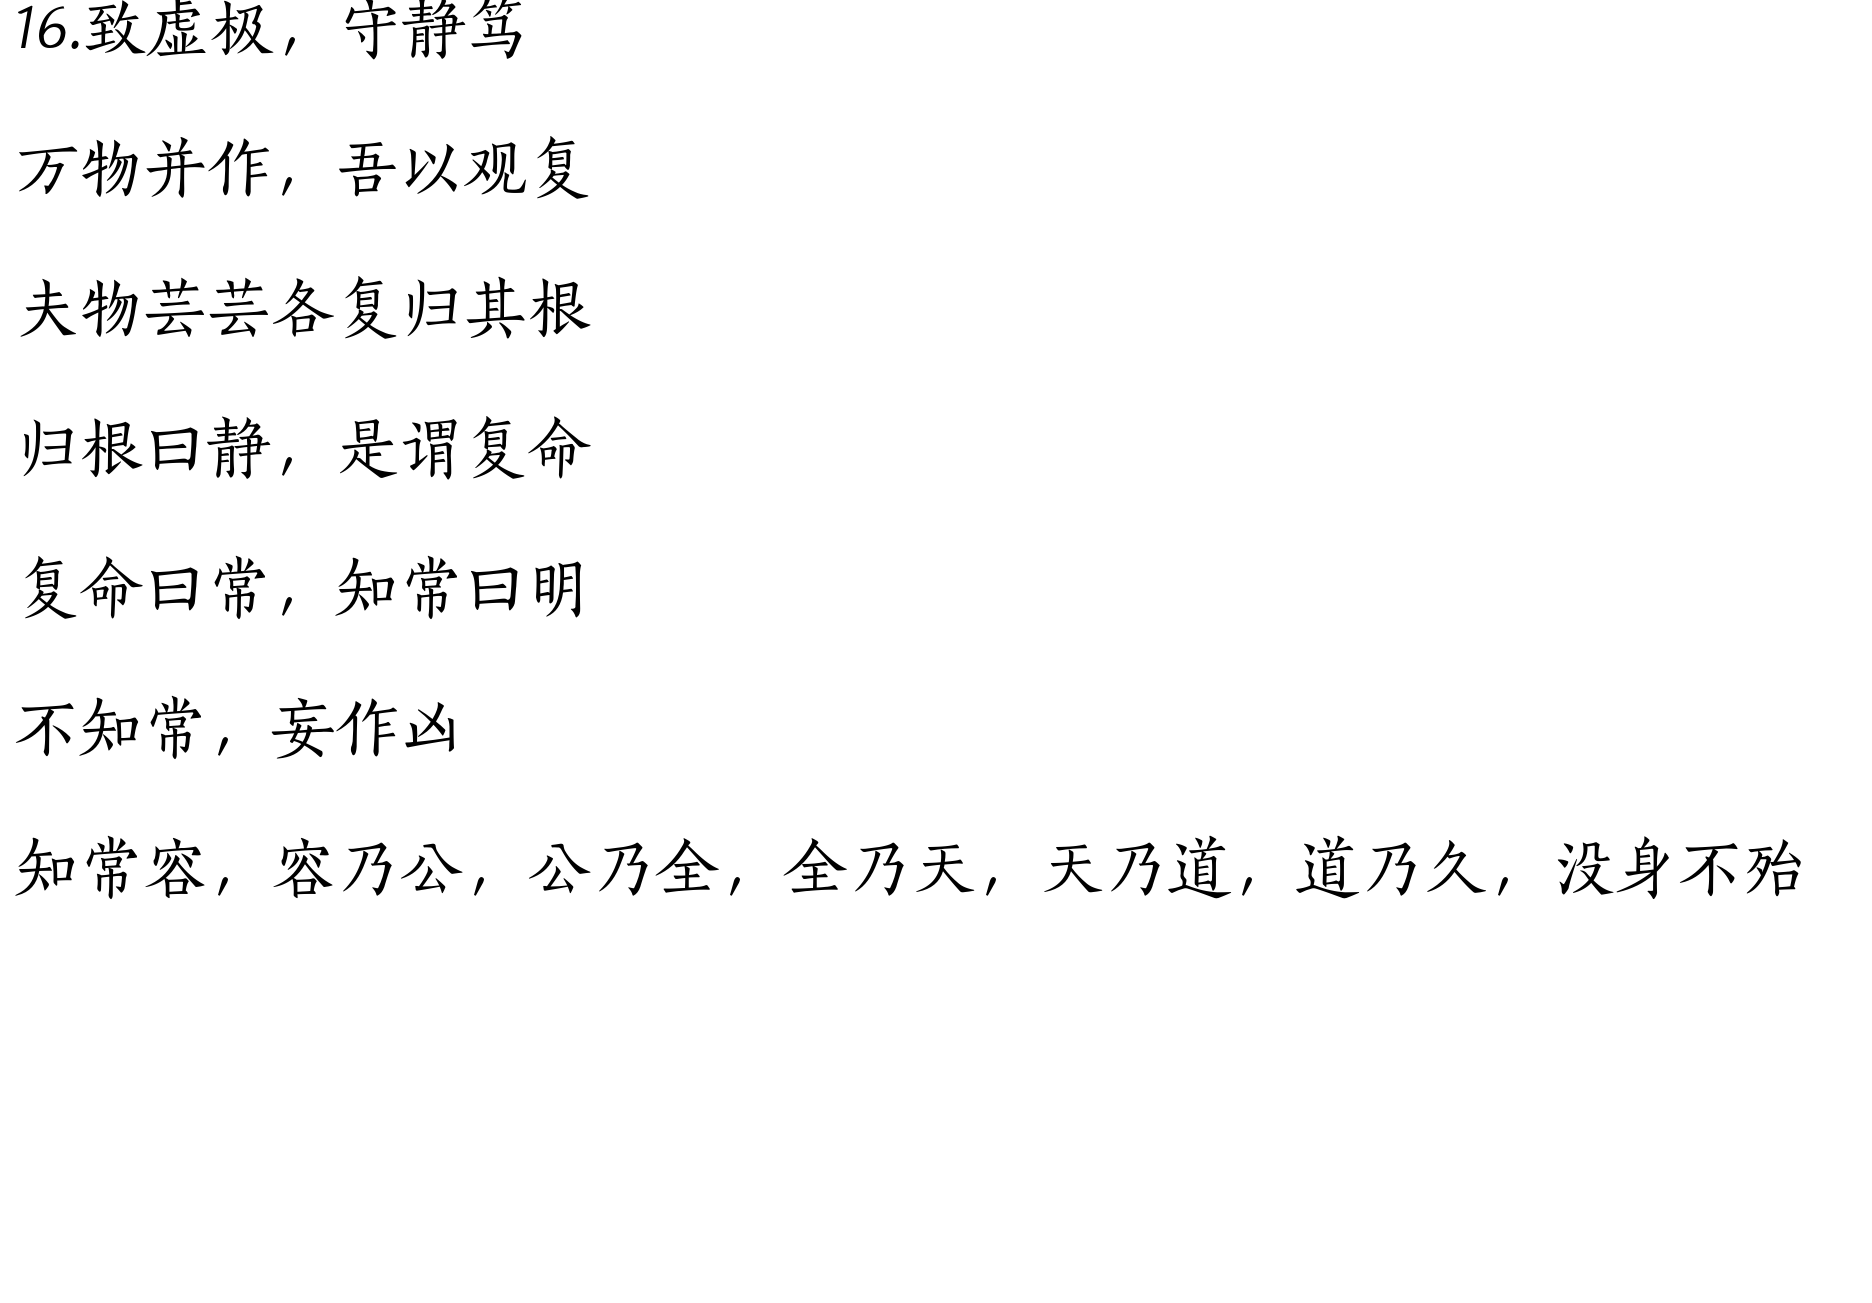 16.致虚极，守静笃
万物并作，吾以观复
夫物芸芸各复归其根
归根曰静，是谓复命
复命曰常，知常曰明
不知常，妄作凶
知常容，容乃公，公乃全，全乃天，天乃道，道乃久，没身不殆